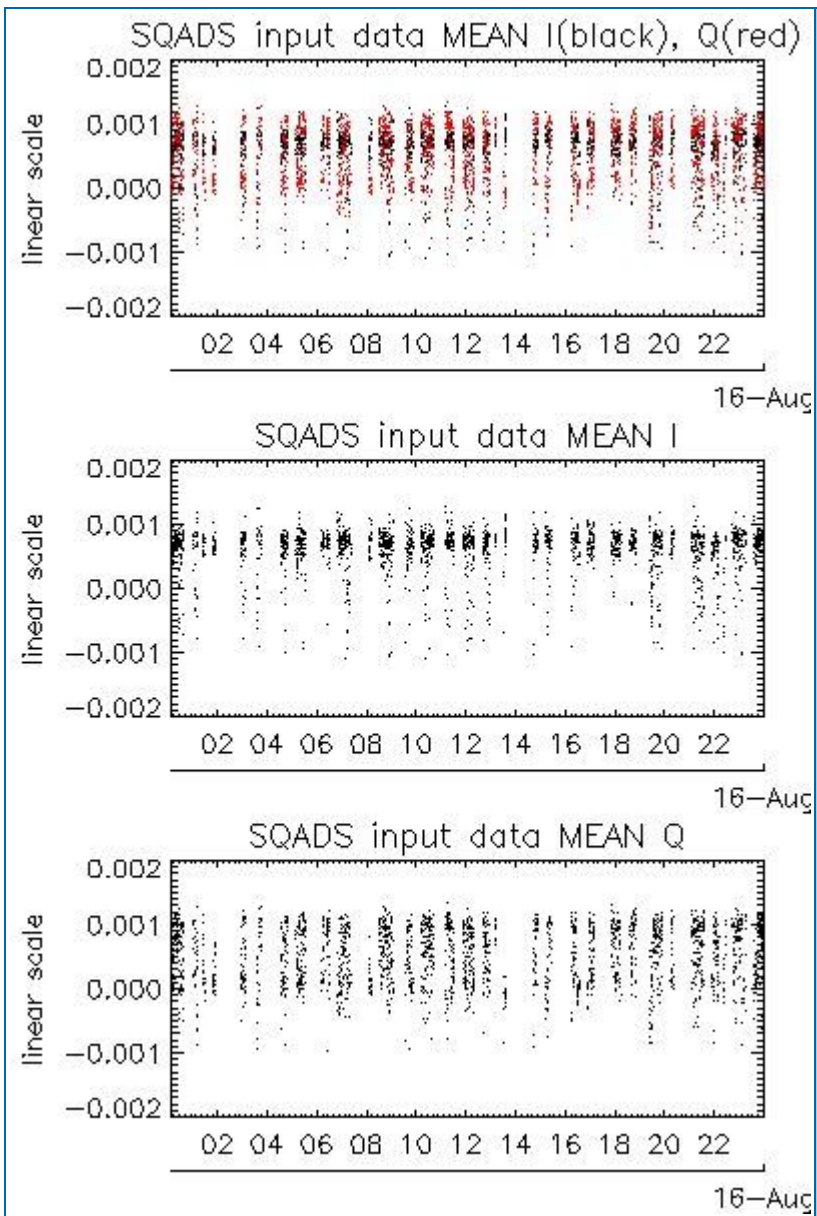 SQADS input data MEAN I(black), Q(red)
0.002
0.001
0.000
−0.001
−0.002
linear scale
02 04 06 08 10 12 14 16 18 20 22
16−Aug
SQADS input data MEAN I
0.002
0.001
0.000
−0.001
−0.002
linear scale
02 04 06 08 10 12 14 16 18 20 22
16−Aug
SQADS input data MEAN Q
0.002
0.001
0.000
−0.001
−0.002
linear scale
02 04 06 08 10 12 14 16 18 20 22
16−Aug